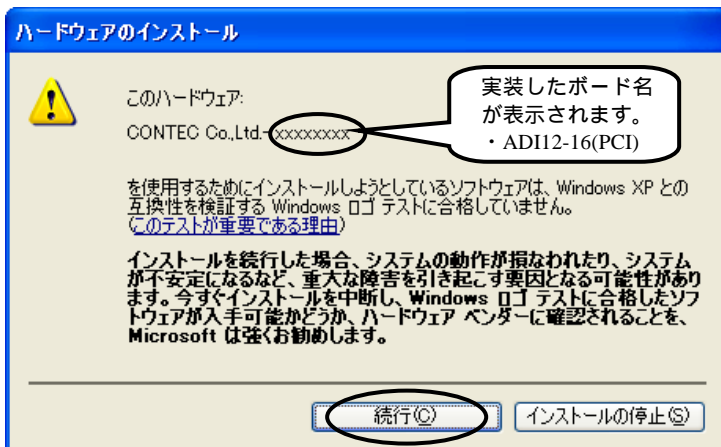 ハードウェアのインストール
このハードウェア:
CONTEC Co.,Ltd.-xxxxxxxx
実装したボード名
が表示されます。
・ADI12-16(PCI)
を使用するためにインストールしようとしているソフトウェアは、Windows XP との
互換性を検証する Windows ロゴ テストに合格していません。
(このテストが重要である理由)
インストールを続行した場合、システムの動作が損なわれたり、システム
が不安定になるなど、重大な障害を引き起こす要因となる可能性があり
ます。今すぐインストールを中断し、Windows ロゴ テストに合格したソフ
トウェアが入手可能かどうか、ハードウェア ベンダーに確認されることを、
Microsoft は強くお勧めします。
続行(C)
インストールの停止(S)